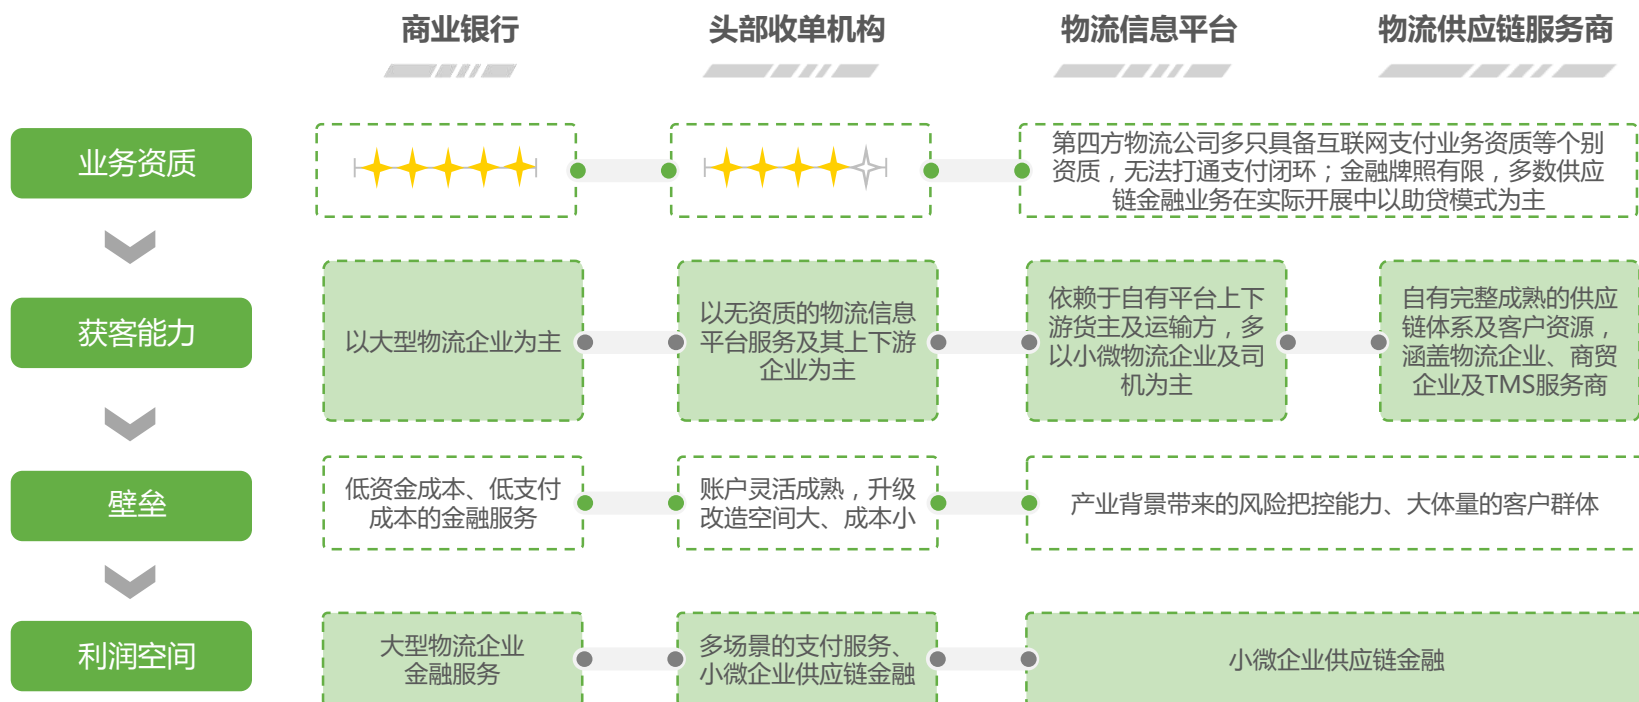 商业银行
头部收单机构
物流信息平台
物流供应链服务商
业务资质
第四方物流公司多只具备互联网支付业务资质等个别
资质，无法打通支付闭环；金融牌照有限，多数供应
链金融业务在实际开展中以助贷模式为主
获客能力
以大型物流企业为主
以无资质的物流信息
平台服务及其上下游
企业为主
依赖于自有平台上下
游货主及运输方，多
以小微物流企业及司
机为主
自有完整成熟的供应
链体系及客户资源，
涵盖物流企业、商贸
企业及TMS服务商
壁垒
低资金成本、低支付
成本的金融服务
账户灵活成熟，升级
改造空间大、成本小
产业背景带来的风险把控能力、大体量的客户群体
利润空间
大型物流企业
金融服务
多场景的支付服务、
小微企业供应链金融
小微企业供应链金融